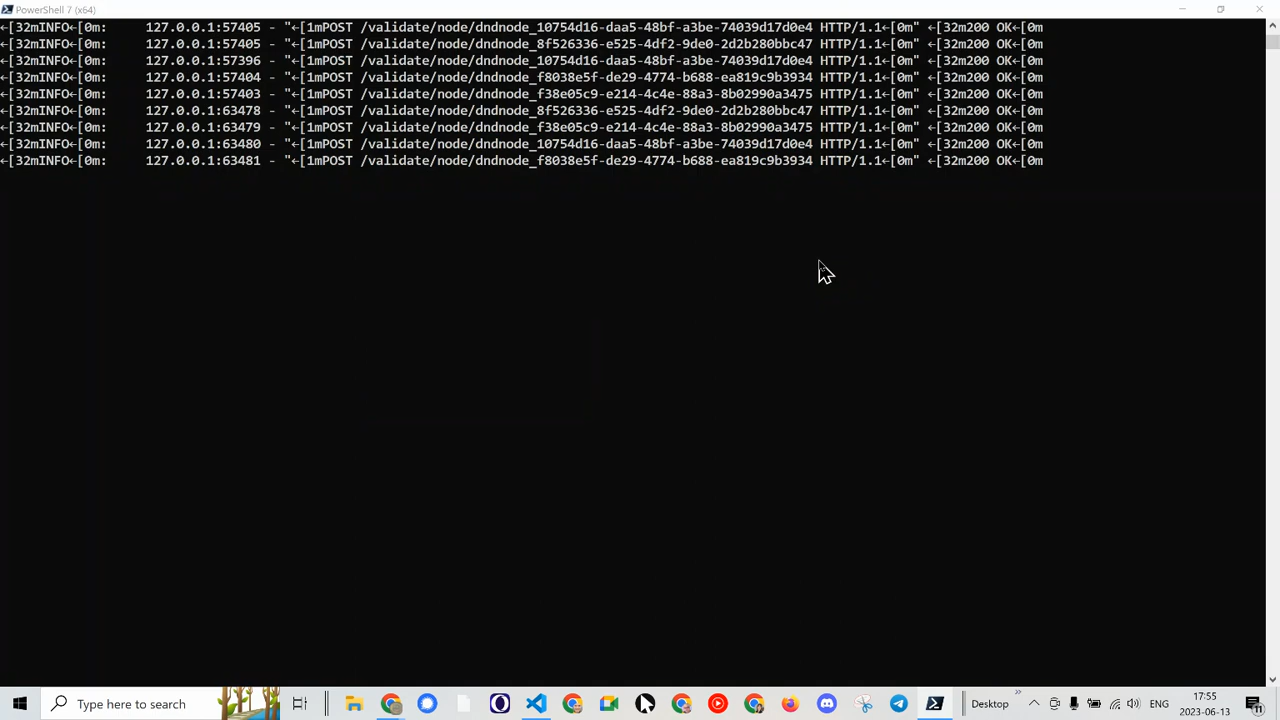 PowerShell 7 (x64)
←[32mINFO←[0m:     127.0.0.1:57405 - "←[1mPOST /validate/node/dndnode_10754d16-daa5-48bf-a3be-74039d17d0e4 HTTP/1.1←[0m" ←[32m200 OK←[0m
←[32mINFO←[0m:     127.0.0.1:57405 - "←[1mPOST /validate/node/dndnode_8f526336-e525-4df2-9de0-2d2b280bbc47 HTTP/1.1←[0m" ←[32m200 OK←[0m
←[32mINFO←[0m:     127.0.0.1:57396 - "←[1mPOST /validate/node/dndnode_10754d16-daa5-48bf-a3be-74039d17d0e4 HTTP/1.1←[0m" ←[32m200 OK←[0m
←[32mINFO←[0m:     127.0.0.1:57404 - "←[1mPOST /validate/node/dndnode_f8038e5f-de29-4774-b688-ea819c9b3934 HTTP/1.1←[0m" ←[32m200 OK←[0m
←[32mINFO←[0m:     127.0.0.1:57403 - "←[1mPOST /validate/node/dndnode_f38e05c9-e214-4c4e-88a3-8b02990a3475 HTTP/1.1←[0m" ←[32m200 OK←[0m
←[32mINFO←[0m:     127.0.0.1:63478 - "←[1mPOST /validate/node/dndnode_8f526336-e525-4df2-9de0-2d2b280bbc47 HTTP/1.1←[0m" ←[32m200 OK←[0m
←[32mINFO←[0m:     127.0.0.1:63479 - "←[1mPOST /validate/node/dndnode_f38e05c9-e214-4c4e-88a3-8b02990a3475 HTTP/1.1←[0m" ←[32m200 OK←[0m
←[32mINFO←[0m:     127.0.0.1:63480 - "←[1mPOST /validate/node/dndnode_10754d16-daa5-48bf-a3be-74039d17d0e4 HTTP/1.1←[0m" ←[32m200 OK←[0m
←[32mINFO←[0m:     127.0.0.1:63481 - "←[1mPOST /validate/node/dndnode_f8038e5f-de29-4774-b688-ea819c9b3934 HTTP/1.1←[0m" ←[32m200 OK←[0m
Type here to search
Desktop
ENG
17:55
2023-06-13
11